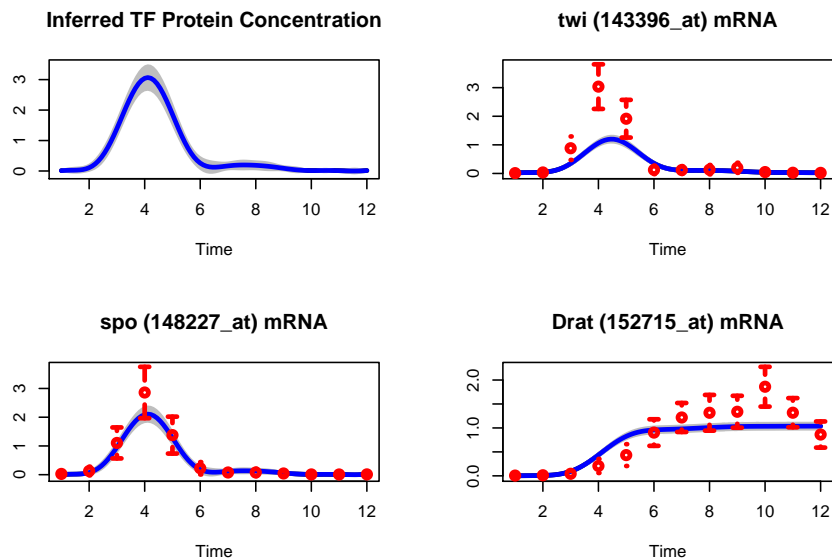 Inferred TF Protein Concentration
0 1 2 3
2 4 6 8 10 12
Time
twi (143396_at) mRNA
0 1 2 3
2 4 6 8 10 12
Time
spo (148227_at) mRNA
0 1 2 3
2 4 6 8 10 12
Time
Drat (152715_at) mRNA
0.0 1.0 2.0
2 4 6 8 10 12
Time